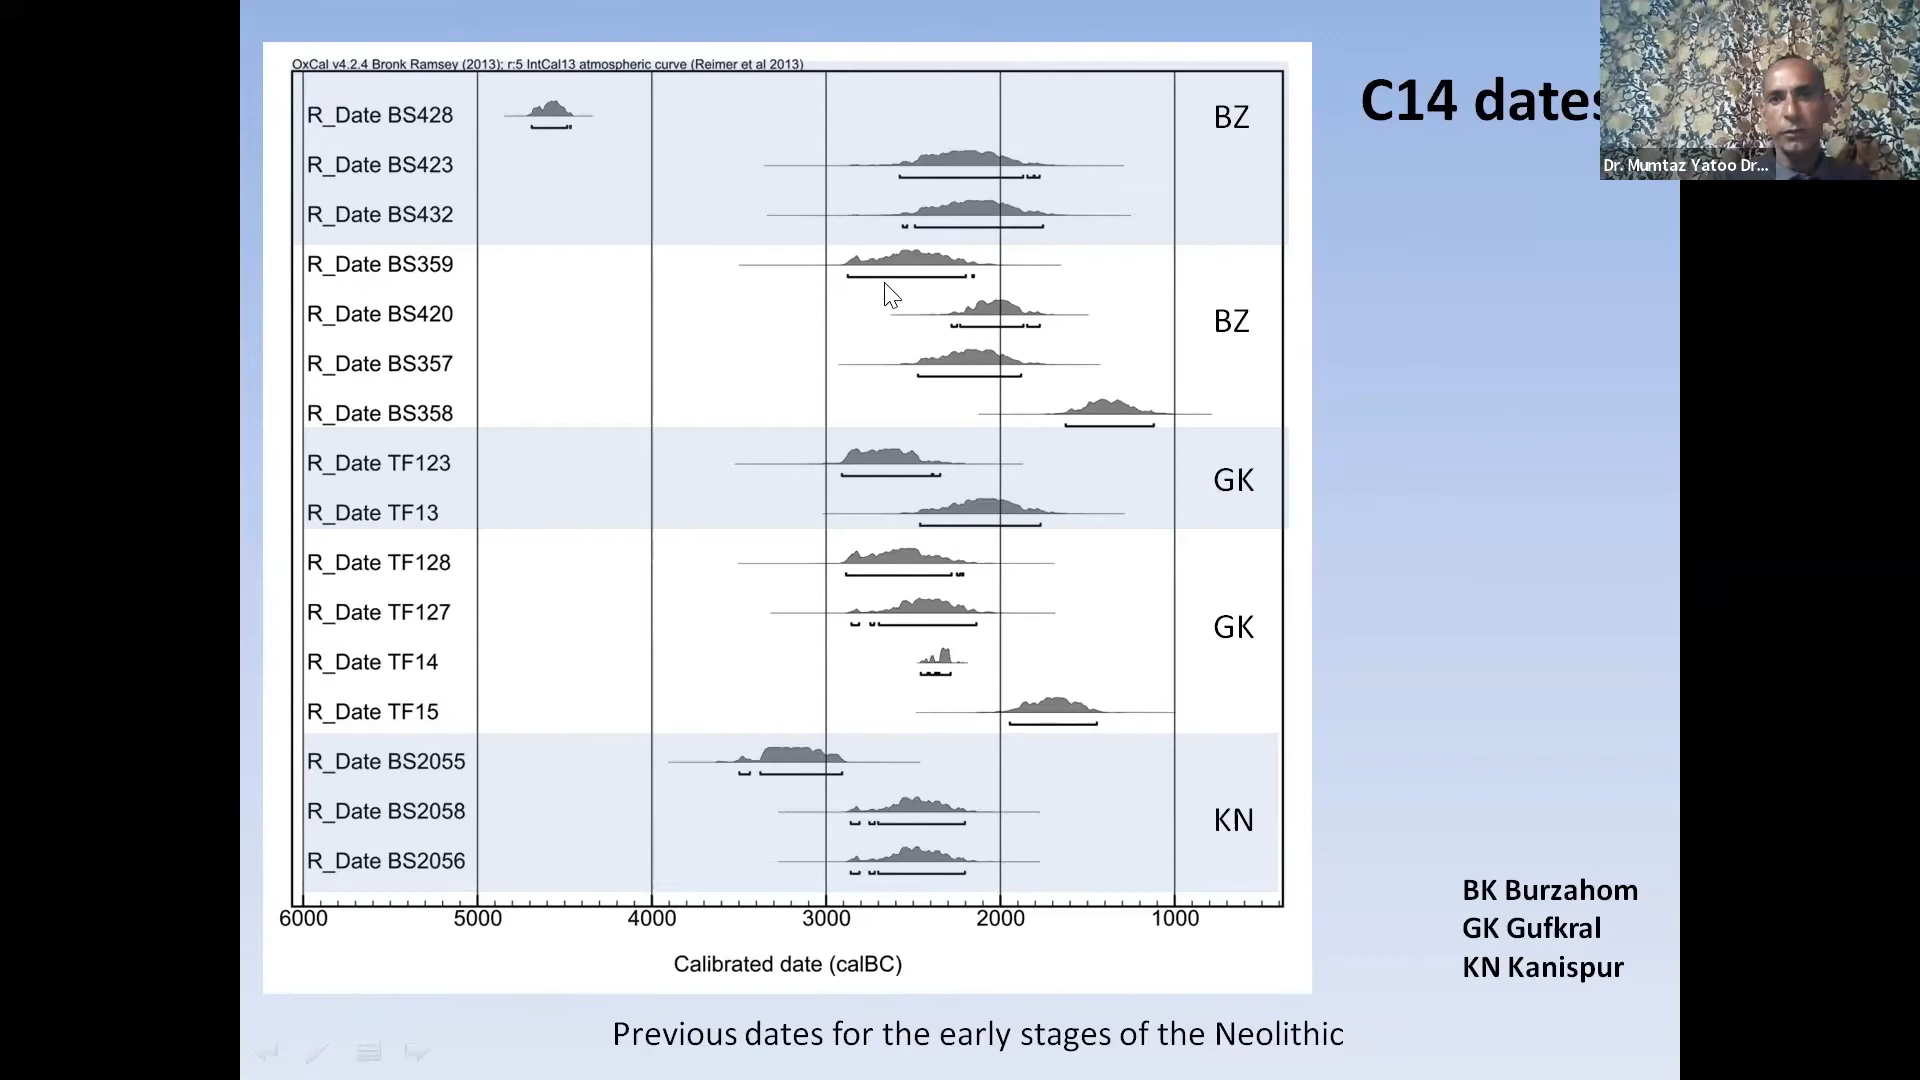 OxCal v4.2.4 Bronk Ramsey (2013); r:5 IntCal13 atmospheric curve (Reimer et al 2013)
C14 dates
Dr. Mumtaz Yatoo Dr...
R_Date BS428
BZ
R_Date BS423
R_Date BS432
R_Date BS359
R_Date BS420
BZ
R_Date BS357
R_Date BS358
R_Date TF123
GK
R_Date TF13
R_Date TF128
R_Date TF127
GK
R_Date TF14
R_Date TF15
R_Date BS2055
R_Date BS2058
KN
R_Date BS2056
6000 5000 4000 3000 2000 1000
Calibrated date (calBC)
BK Burzahom
GK Gufkral
KN Kanispur
Previous dates for the early stages of the Neolithic